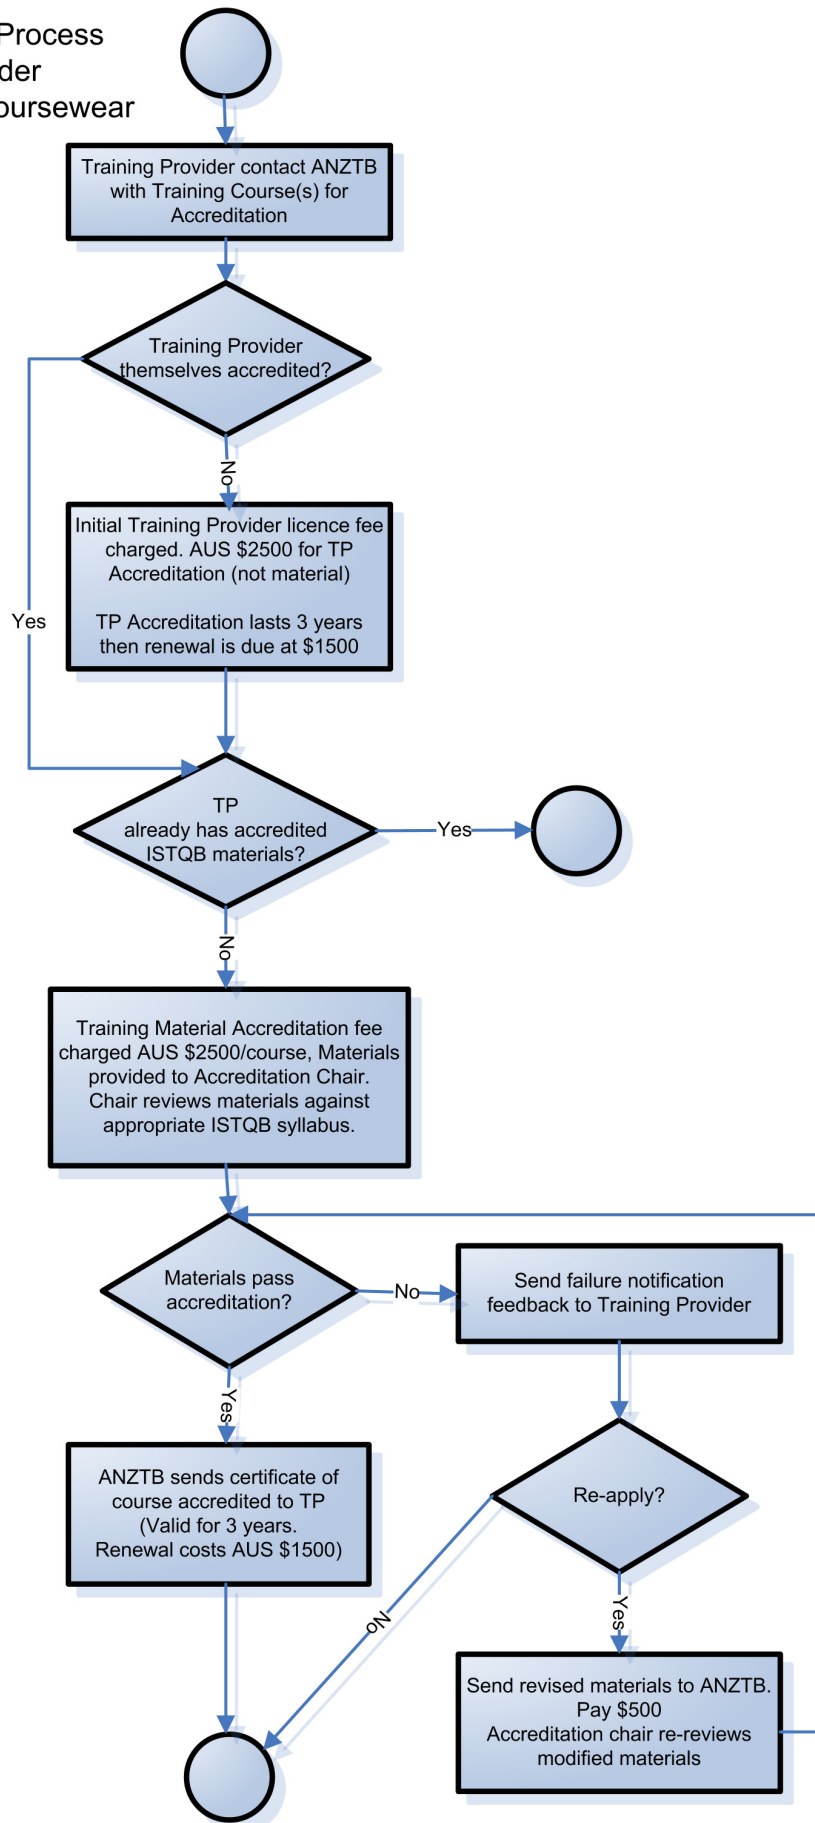 Process
der
oursewear
Training Provider contact ANZTB
with Training Course(s) for
Accreditation
Training Provider
themselves accredited?
No
Initial Training Provider licence fee
charged. AUS $2500 for TP
Accreditation (not material)
TP Accreditation lasts 3 years
then renewal is due at $1500
Yes
TP
already has accredited
ISTQB materials?
Yes
No
Training Material Accreditation fee
charged AUS $2500/course, Materials
provided to Accreditation Chair.
Chair reviews materials against
appropriate ISTQB syllabus.
Materials pass
accreditation?
No
Send failure notification
feedback to Training Provider
Yes
ANZTB sends certificate of
course accredited to TP
(Valid for 3 years.
Renewal costs AUS $1500)
Re-apply?
No
Yes
Send revised materials to ANZTB.
Pay $500
Accreditation chair re-reviews
modified materials